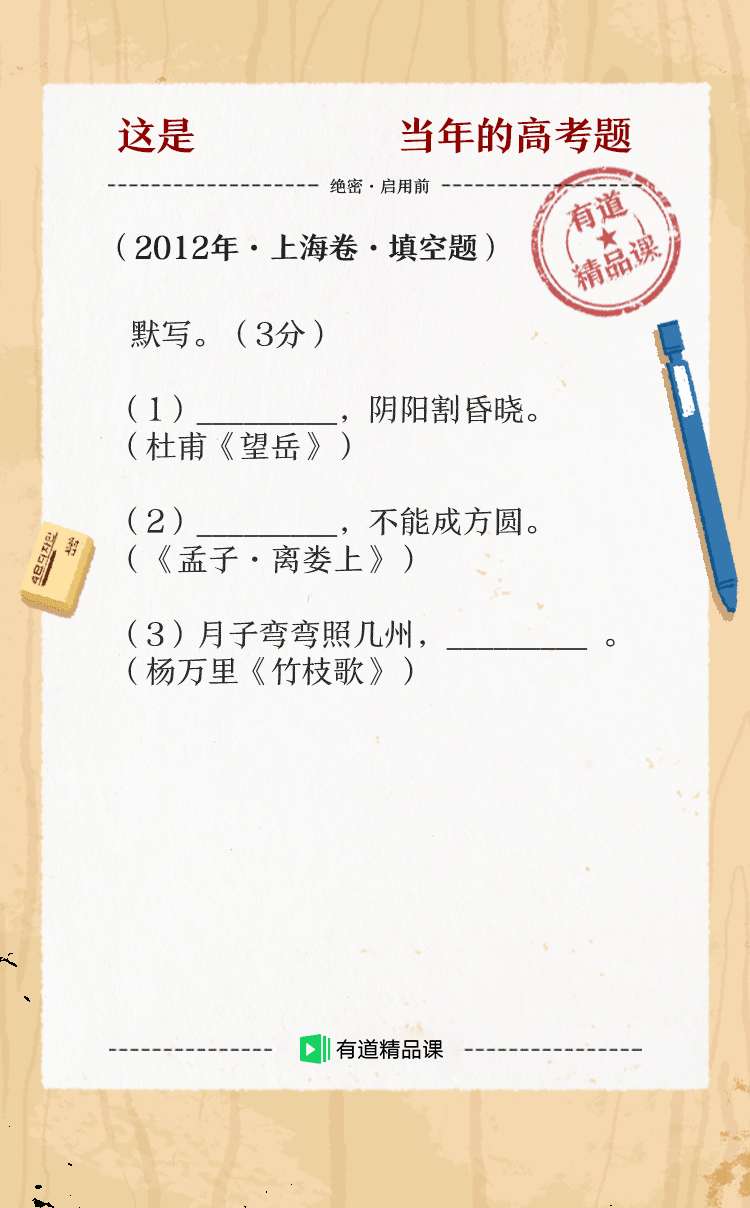 这是 当年的高考题
绝密·启用前
有道
精品课
（2012年·上海卷·填空题）
默写。（3分）
（1）_________，阴阳割昏晓。
（杜甫《望岳》）
（2）_________，不能成方圆。
（《孟子·离娄上》）
（3）月子弯弯照几州，_________ 。
（杨万里《竹枝歌》）
有道精品课